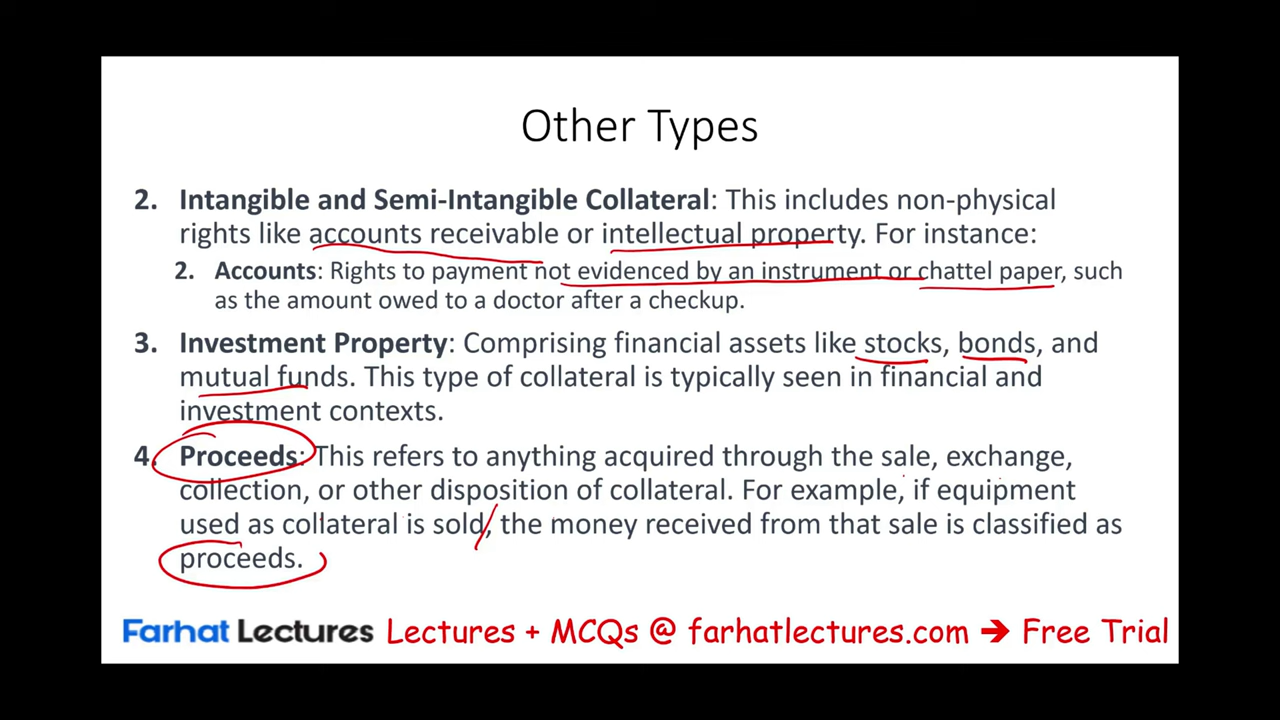 Other Types
2. Intangible and Semi-Intangible Collateral: This includes non-physical
rights like accounts receivable or intellectual property. For instance:
2. Accounts: Rights to payment not evidenced by an instrument or chattel paper, such
as the amount owed to a doctor after a checkup.
3. Investment Property: Comprising financial assets like stocks, bonds, and
mutual funds. This type of collateral is typically seen in financial and
investment contexts.
4. Proceeds: This refers to anything acquired through the sale, exchange,
collection, or other disposition of collateral. For example, if equipment
used as collateral is sold, the money received from that sale is classified as
proceeds.
Farhat Lectures Lectures + MCQs @ farhatlectures.com → Free Trial